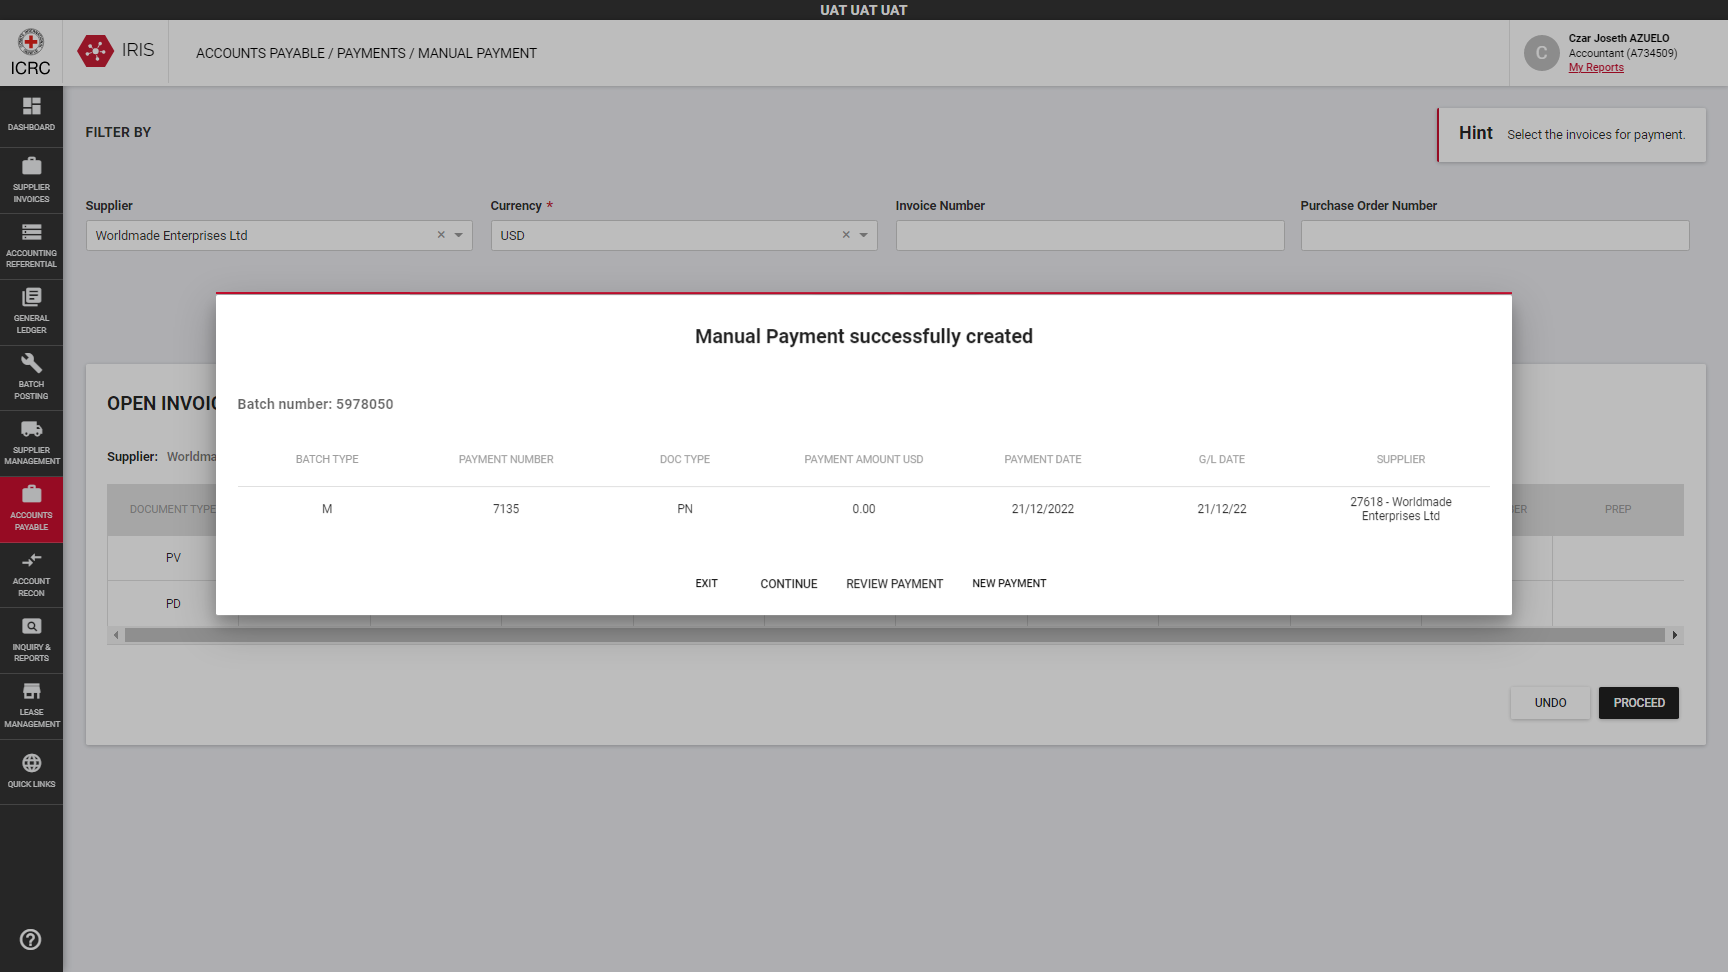 UAT UAT UAT
ICRC
IRIS
ACCOUNTS PAYABLE / PAYMENTS / MANUAL PAYMENT
C
Czar Joseth AZUELO
Accountant (A734509)
My Reports
DASHBOARD
SUPPLIER
INVOICES
ACCOUNTING
REFERENTIAL
GENERAL
LEDGER
BATCH
POSTING
SUPPLIER
MANAGEMENT
ACCOUNTS
PAYABLE
ACCOUNT
RECON
INQUIRY &
REPORTS
LEASE
MANAGEMENT
QUICK LINKS
FILTER BY
Hint Select the invoices for payment.
Supplier Currency * Invoice Number Purchase Order Number
Worldmade Enterprises Ltd USD
Manual Payment successfully created
Batch number: 5978050
BATCH TYPE PAYMENT NUMBER DOC TYPE PAYMENT AMOUNT USD PAYMENT DATE G/L DATE SUPPLIER
M 7135 PN 0.00 21/12/2022 21/12/22 27618 - Worldmade
Enterprises Ltd
EXIT CONTINUE REVIEW PAYMENT NEW PAYMENT
OPEN INVOIC
Supplier: Worldma
DOCUMENT TYPE ER PREP
PV
PD
UNDO PROCEED